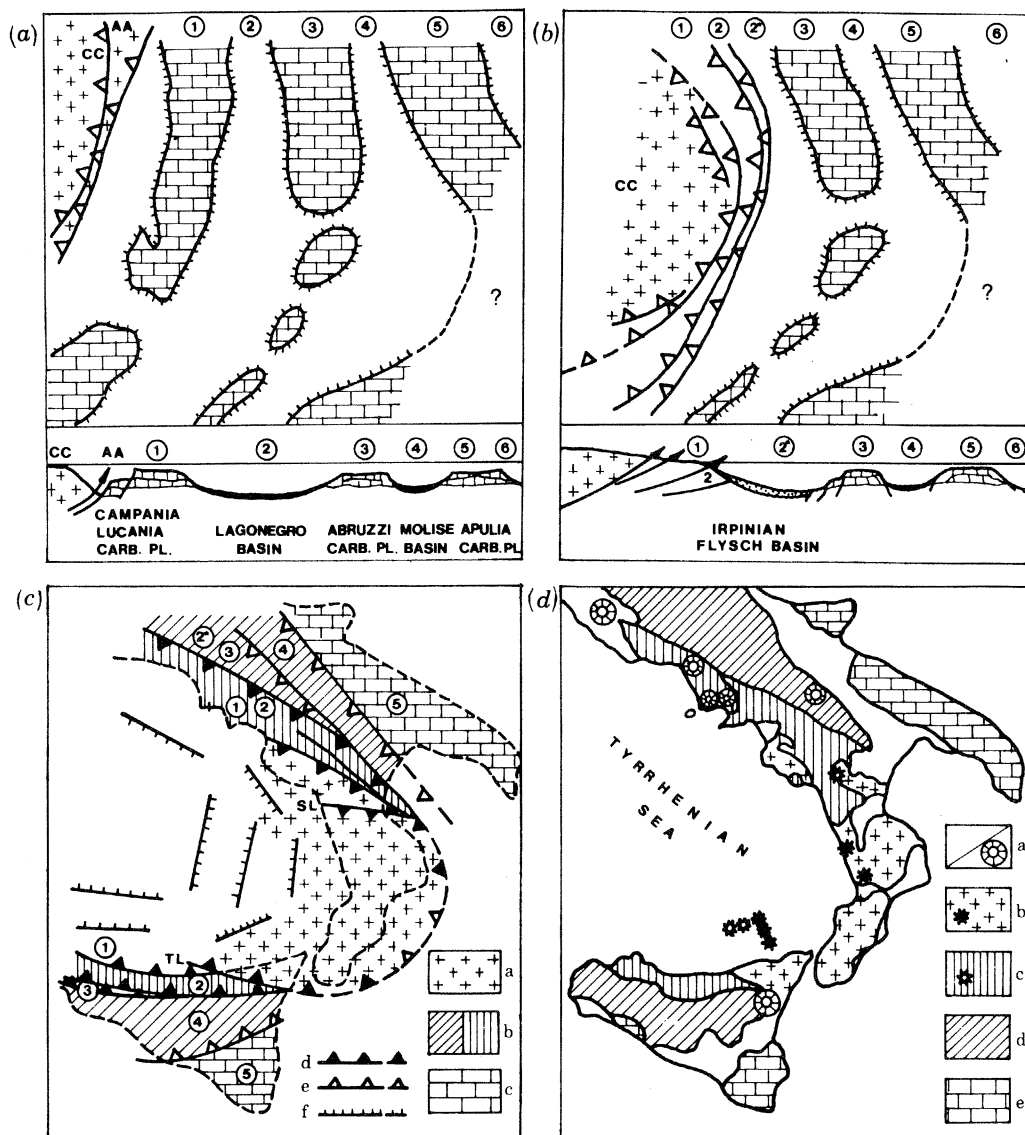 (a)
AA
1 2 3 4 5 6
CC
?
CC AA 1 2 3 4 5 6
CAMPANIA
LUCANIA
CARB. PL.
LAGONEGRO
BASIN
ABRUZZI
CARB. PL.
MOLISE
BASIN
APULIA
CARB.PL
(b)
1 2 2* 3 4 5 6
CC
?
1 2* 3 4 5 6
2
IRPINIAN
FLYSCH BASIN
(c)
2* 3 4
1 2 5
SL
1
TL
3 2
4
5
a
b
c
d
e
f
(d)
TYRRHENIAN
SEA
a
b
c
d
e